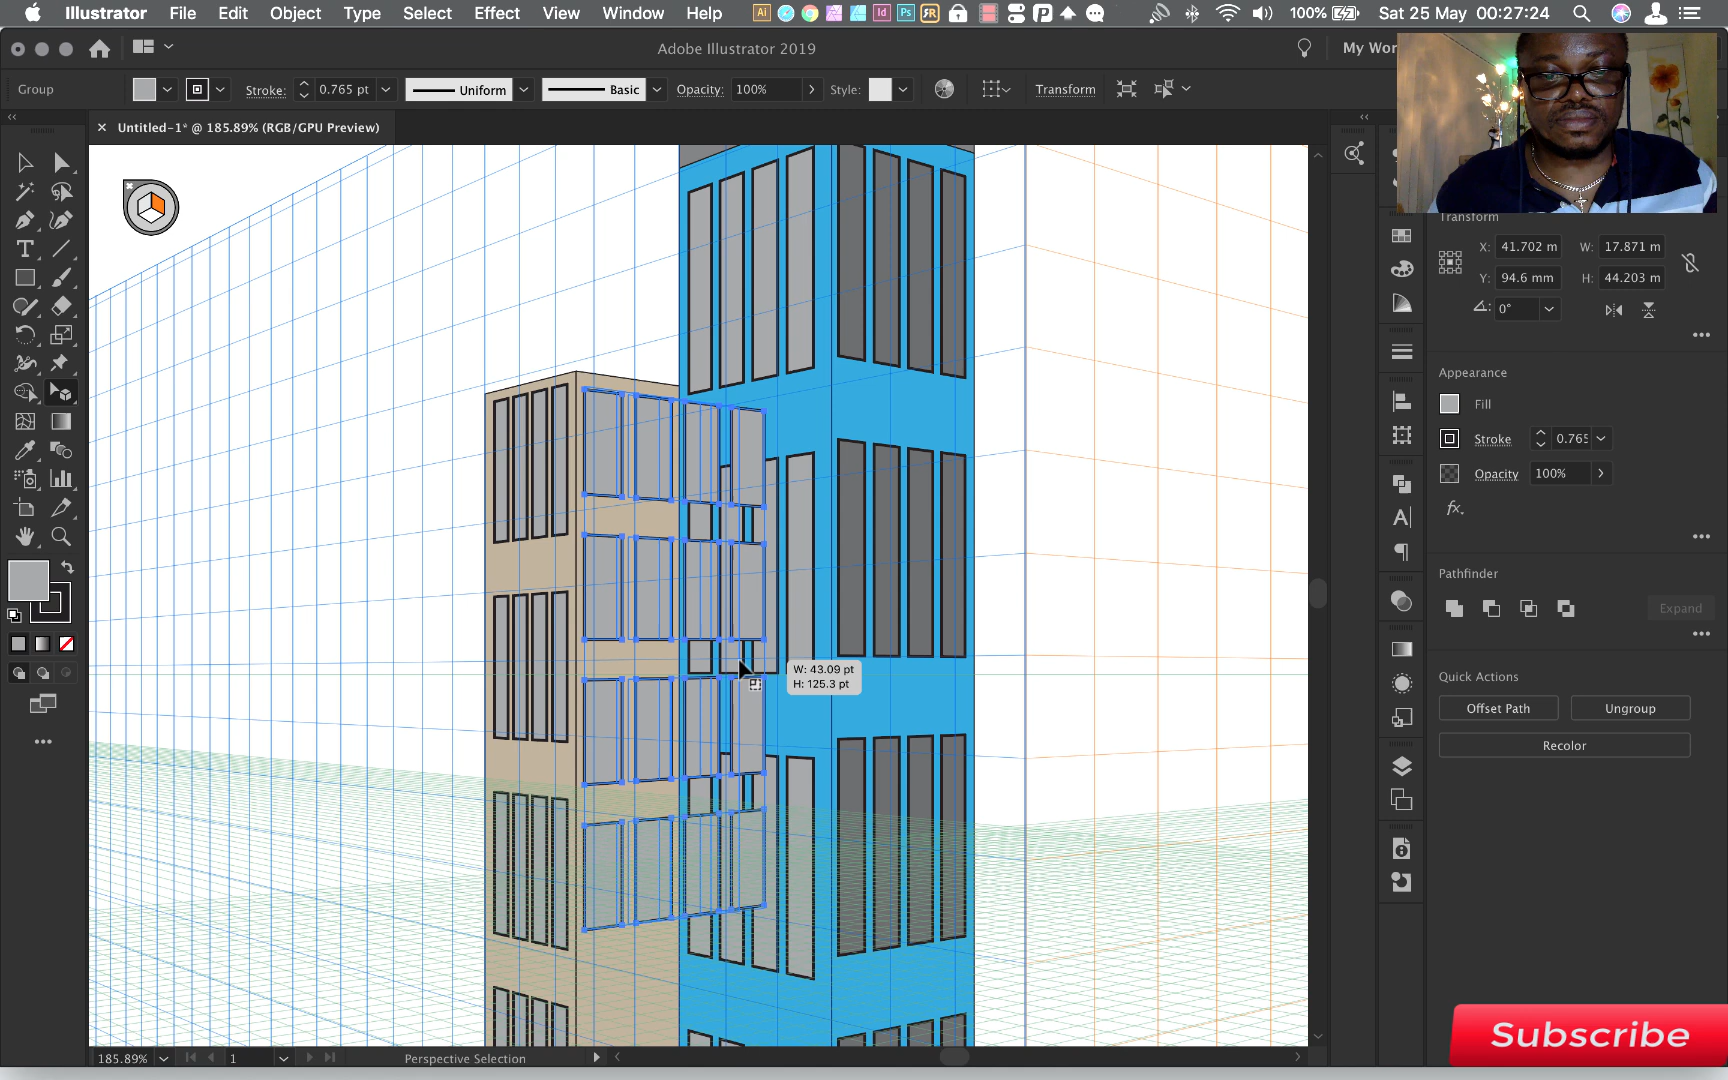 Illustrator File Edit Object Type Select Effect View Window Help 100% Sat 25 May 00:27:24
Adobe Illustrator 2019
My Wor
Group Stroke: 0.765 pt Uniform Basic Opacity: 100% Style: Transform
Untitled-1* @ 185.89% (RGB/GPU Preview)
Transform
X: 41.702 m W: 17.871 m
Y: 94.6 mm H: 44.203 m
0°
Appearance
Fill
Stroke 0.765
Opacity 100%
fx.
Pathfinder
Expand
W: 43.09 pt
H: 125.3 pt
Quick Actions
Offset Path Ungroup
Recolor
Subscribe
185.89% 1 Perspective Selection